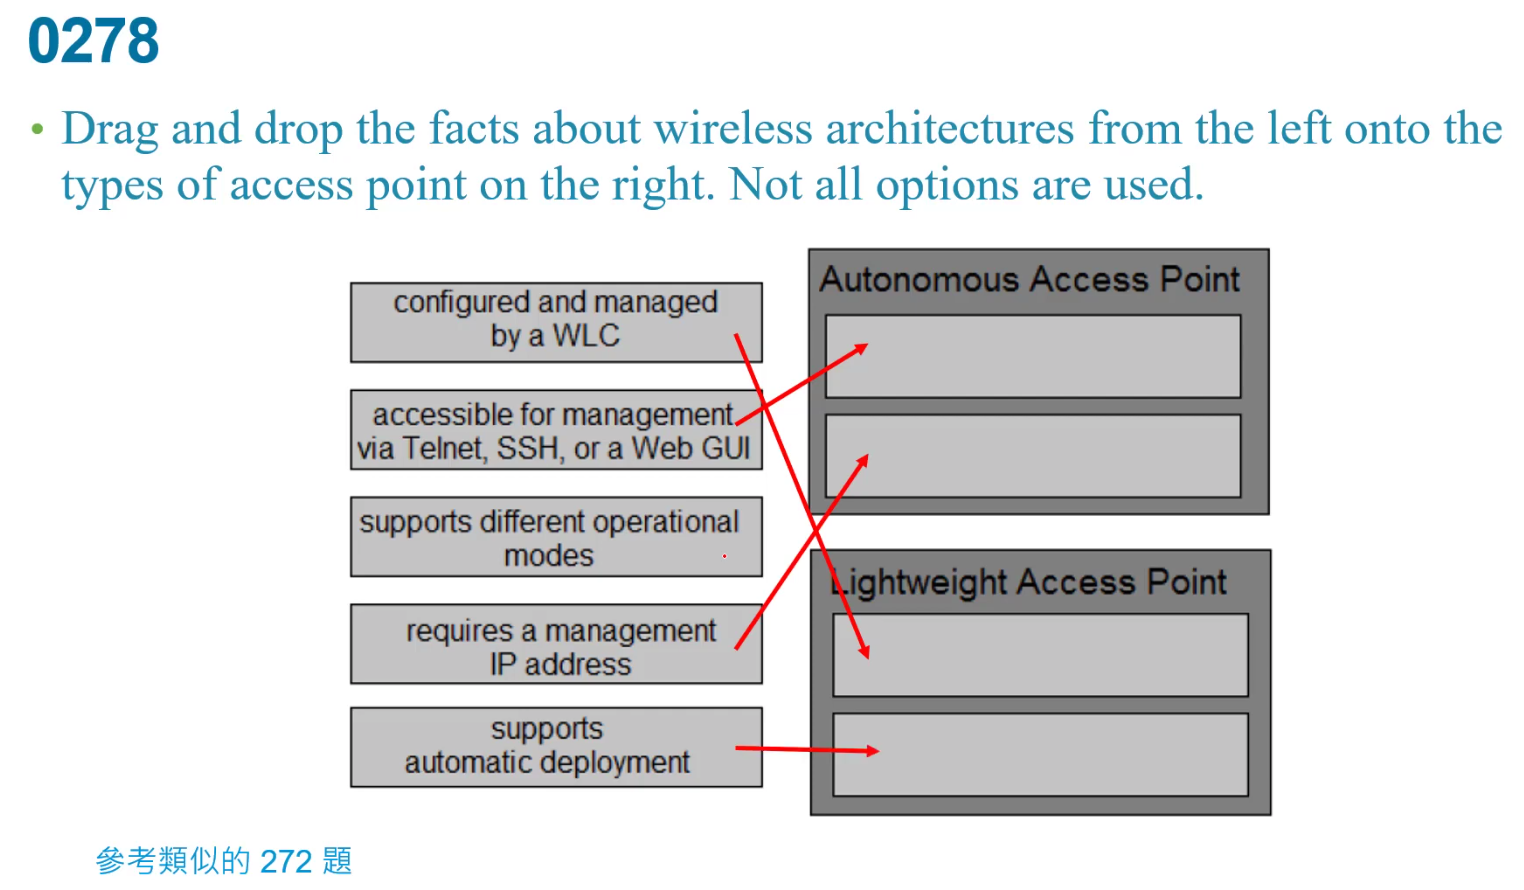 0278
• Drag and drop the facts about wireless architectures from the left onto the
types of access point on the right. Not all options are used.
configured and managed
by a WLC
accessible for management
via Telnet, SSH, or a Web GUI
supports different operational
modes
requires a management
IP address
supports
automatic deployment
Autonomous Access Point
Lightweight Access Point
參考類似的 272 題